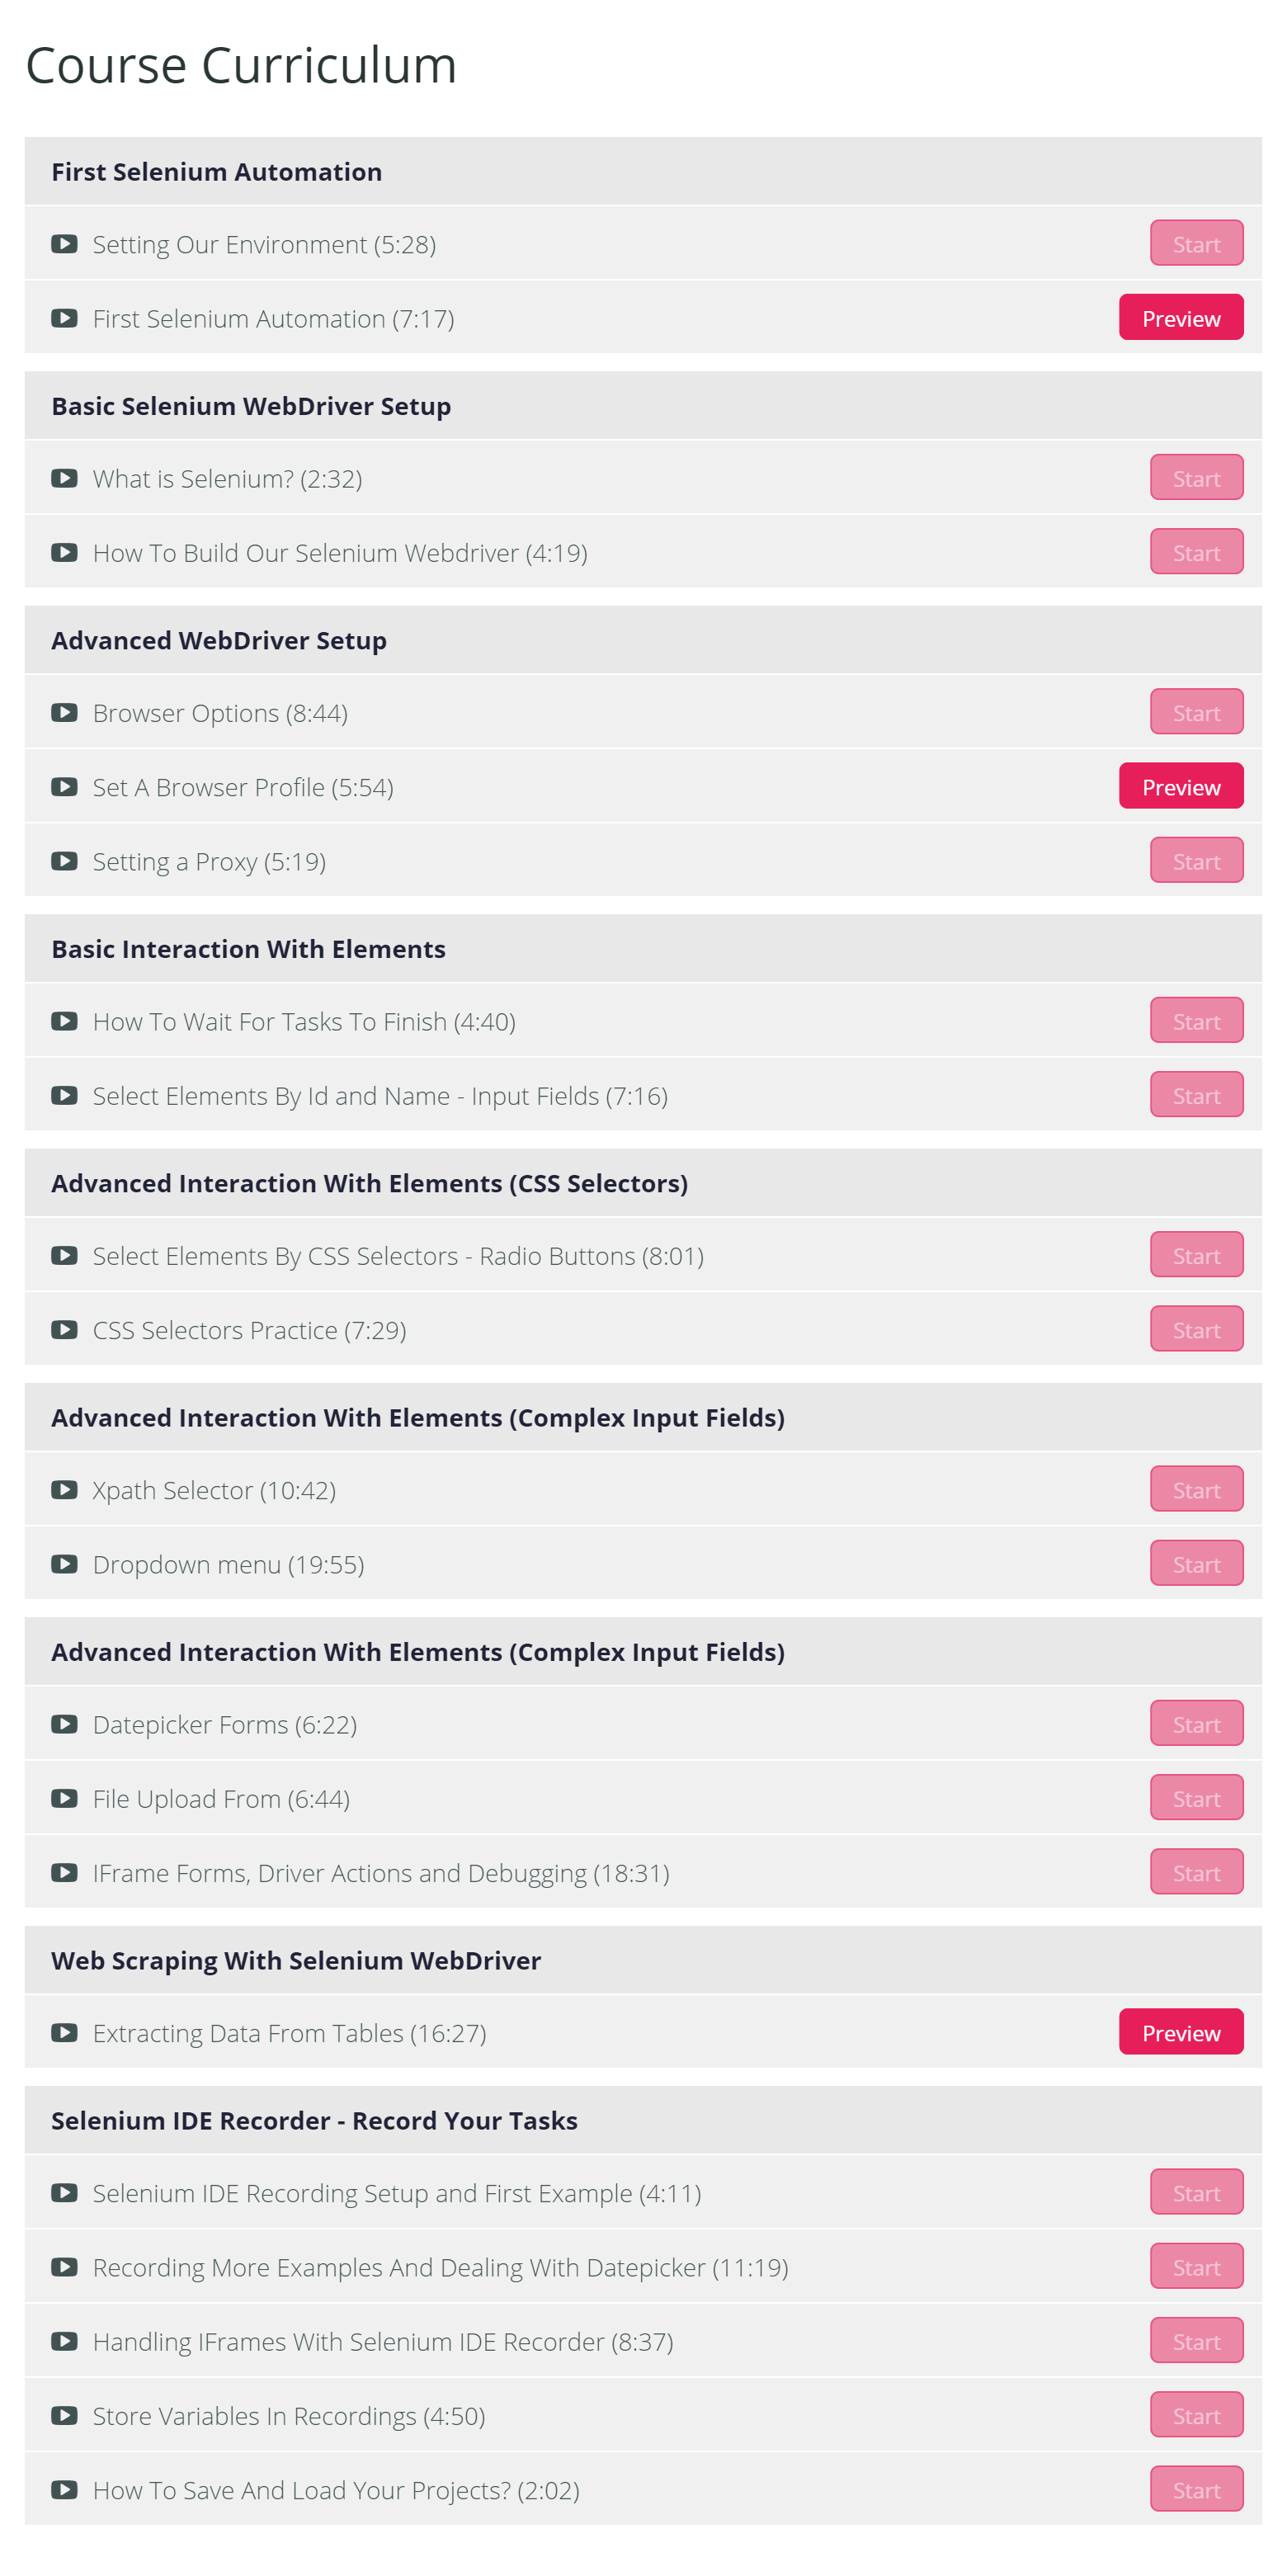 Course Curriculum
First Selenium Automation
Setting Our Environment (5:28) Start
First Selenium Automation (7:17) Preview
Basic Selenium WebDriver Setup
What is Selenium? (2:32) Start
How To Build Our Selenium Webdriver (4:19) Start
Advanced WebDriver Setup
Browser Options (8:44) Start
Set A Browser Profile (5:54) Preview
Setting a Proxy (5:19) Start
Basic Interaction With Elements
How To Wait For Tasks To Finish (4:40) Start
Select Elements By Id and Name - Input Fields (7:16) Start
Advanced Interaction With Elements (CSS Selectors)
Select Elements By CSS Selectors - Radio Buttons (8:01) Start
CSS Selectors Practice (7:29) Start
Advanced Interaction With Elements (Complex Input Fields)
Xpath Selector (10:42) Start
Dropdown menu (19:55) Start
Advanced Interaction With Elements (Complex Input Fields)
Datepicker Forms (6:22) Start
File Upload From (6:44) Start
IFrame Forms, Driver Actions and Debugging (18:31) Start
Web Scraping With Selenium WebDriver
Extracting Data From Tables (16:27) Preview
Selenium IDE Recorder - Record Your Tasks
Selenium IDE Recording Setup and First Example (4:11) Start
Recording More Examples And Dealing With Datepicker (11:19) Start
Handling IFrames With Selenium IDE Recorder (8:37) Start
Store Variables In Recordings (4:50) Start
How To Save And Load Your Projects? (2:02) Start